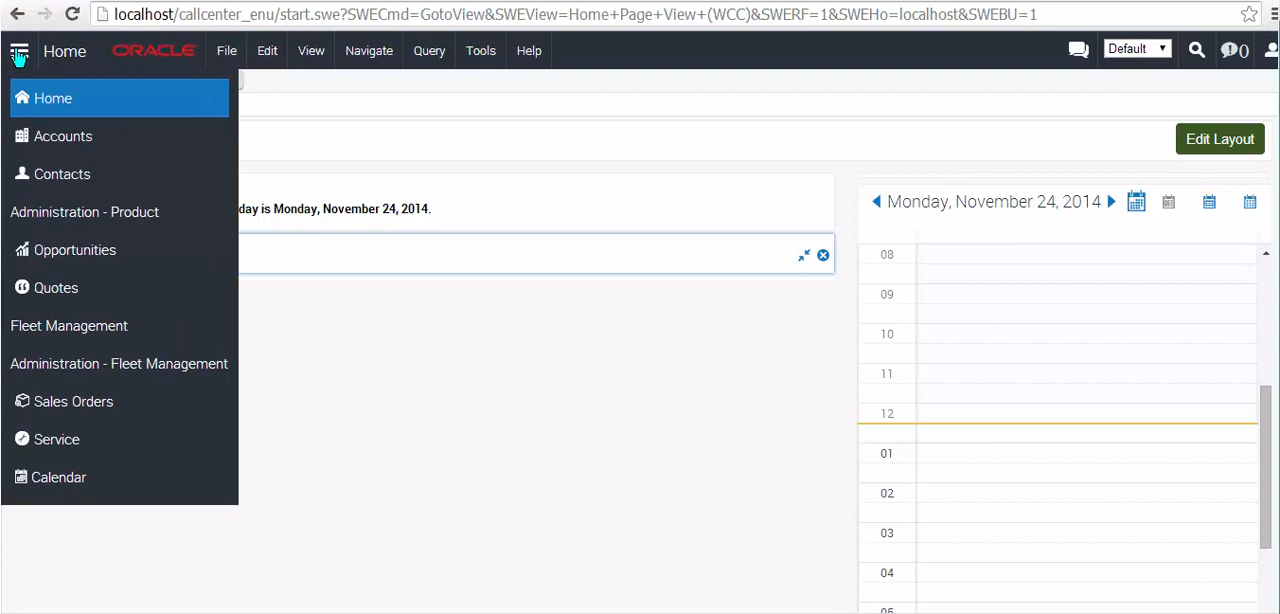 localhost/callcenter_enu/start.swe?SWECmd=GotoView&SWEView=Home+Page+View+(WCC)&SWERF=1&SWEHo=localhost&SWEBU=1
Home ORACLE File Edit View Navigate Query Tools Help Default 0
Home
Accounts
Contacts
Administration - Product
Opportunities
Quotes
Fleet Management
Administration - Fleet Management
Sales Orders
Service
Calendar
Edit Layout
day is Monday, November 24, 2014.
Monday, November 24, 2014
08
09
10
11
12
01
02
03
04